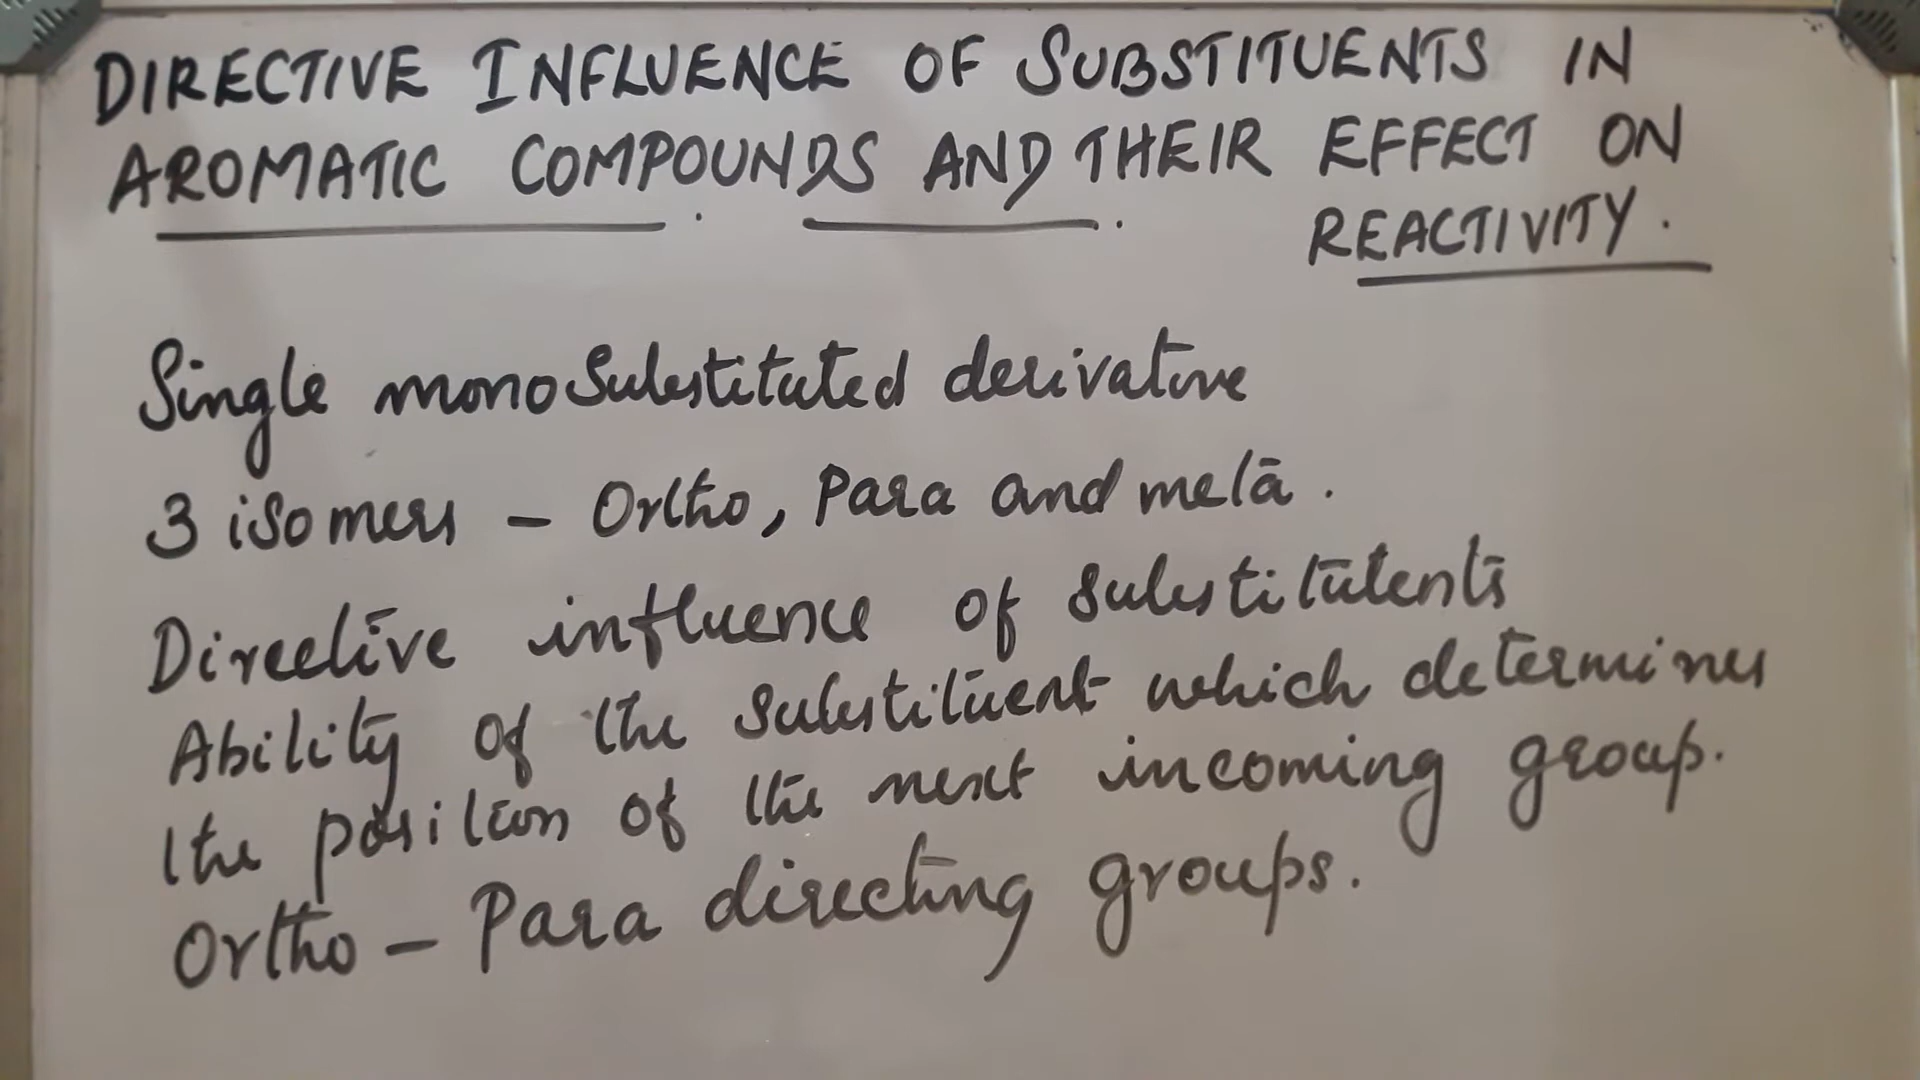 DIRECTIVE INFLUENCE OF SUBSTITUENTS IN
AROMATIC COMPOUNDS AND THEIR EFFECT ON
REACTIVITY.
Single monoSubstituted derivative
3 isomers - Ortho, Para and meta.
Directive influence of substitutents
Ability of the substituent which determines
the position of the next incoming group.
Ortho - Para directing groups.